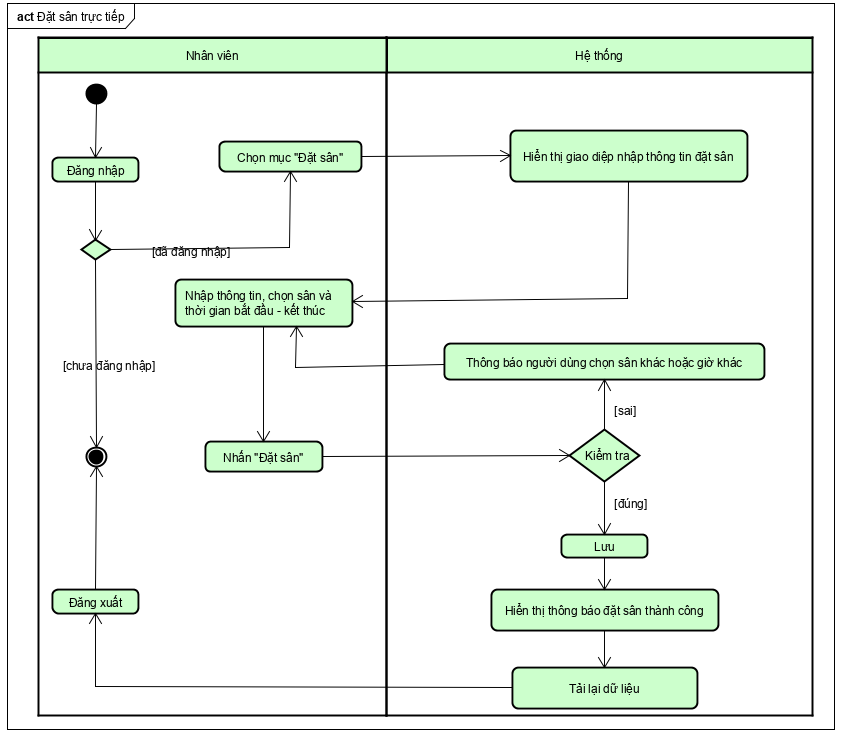 act Đặt sân trực tiếp
Nhân viên
Hệ thống
Đăng nhập
Chọn mục "Đặt sân"
Hiển thị giao diệp nhập thông tin đặt sân
[đã đăng nhập]
Nhập thông tin, chọn sân và
thời gian bắt đầu - kết thúc
[chưa đăng nhập]
Thông báo người dùng chọn sân khác hoặc giờ khác
[sai]
Nhấn "Đặt sân"
Kiểm tra
[đúng]
Lưu
Đăng xuất
Hiển thị thông báo đặt sân thành công
Tải lại dữ liệu